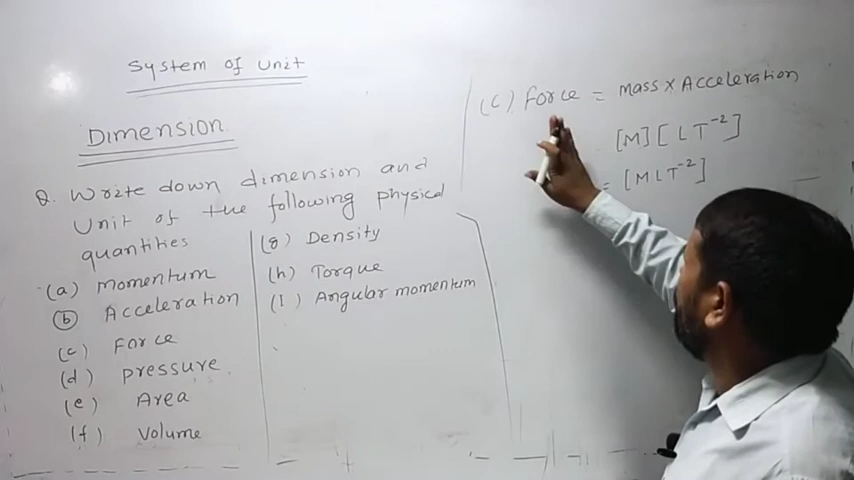 System of Unit
Dimension
Q. Write down dimension and
Unit of the following physical
quantities
(a) Momentum
(b) Acceleration
(c) Force
(d) pressure
(e) Area
(f) Volume
(g) Density
(h) Torque
(I) Angular momentum
(c) Force = Mass × Acceleration
[M][LT⁻²]
= [MLT⁻²]